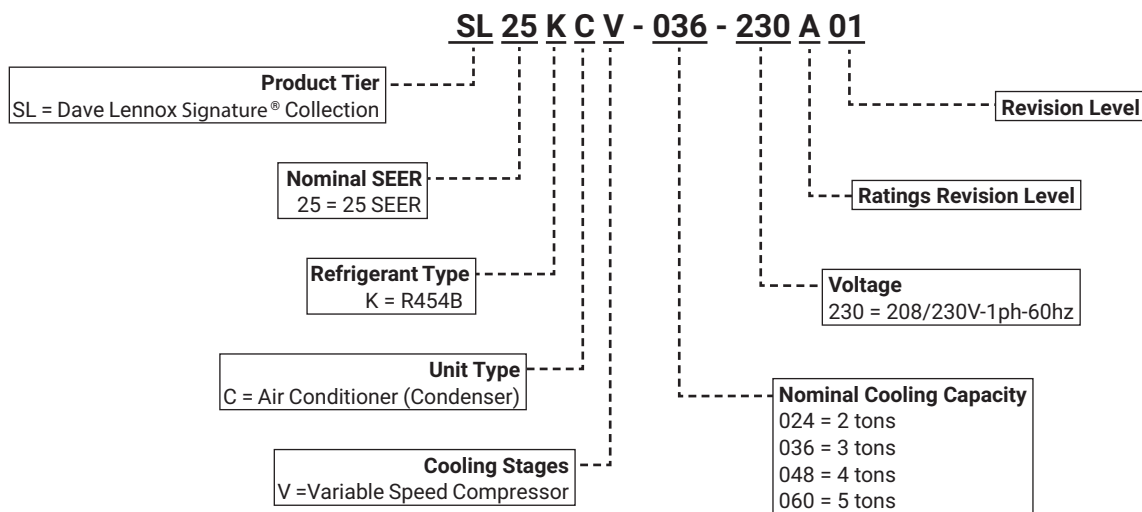 SL 25 K C V - 036 - 230 A 01
Product Tier
SL = Dave Lennox Signature® Collection
Nominal SEER
25 = 25 SEER
Refrigerant Type
K = R454B
Unit Type
C = Air Conditioner (Condenser)
Cooling Stages
V =Variable Speed Compressor
Revision Level
Ratings Revision Level
Voltage
230 = 208/230V-1ph-60hz
Nominal Cooling Capacity
024 = 2 tons
036 = 3 tons
048 = 4 tons
060 = 5 tons